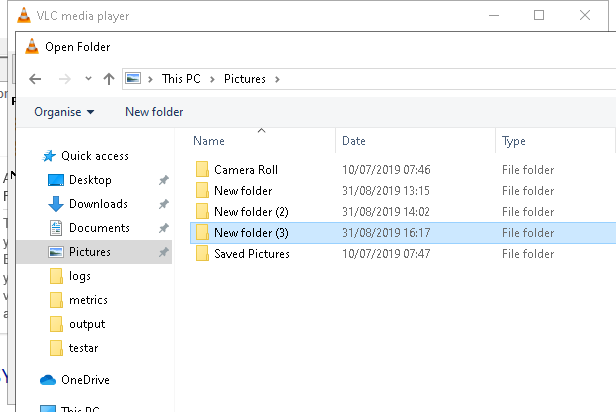 VLC media player
Open Folder
This PC > Pictures >
Organise New folder
Name Date Type
Quick access
Desktop
Downloads
Documents
Pictures
logs
metrics
output
testar
OneDrive
This PC
Camera Roll 10/07/2019 07:46 File folder
New folder 31/08/2019 13:15 File folder
New folder (2) 31/08/2019 14:02 File folder
New folder (3) 31/08/2019 16:17 File folder
Saved Pictures 10/07/2019 07:47 File folder